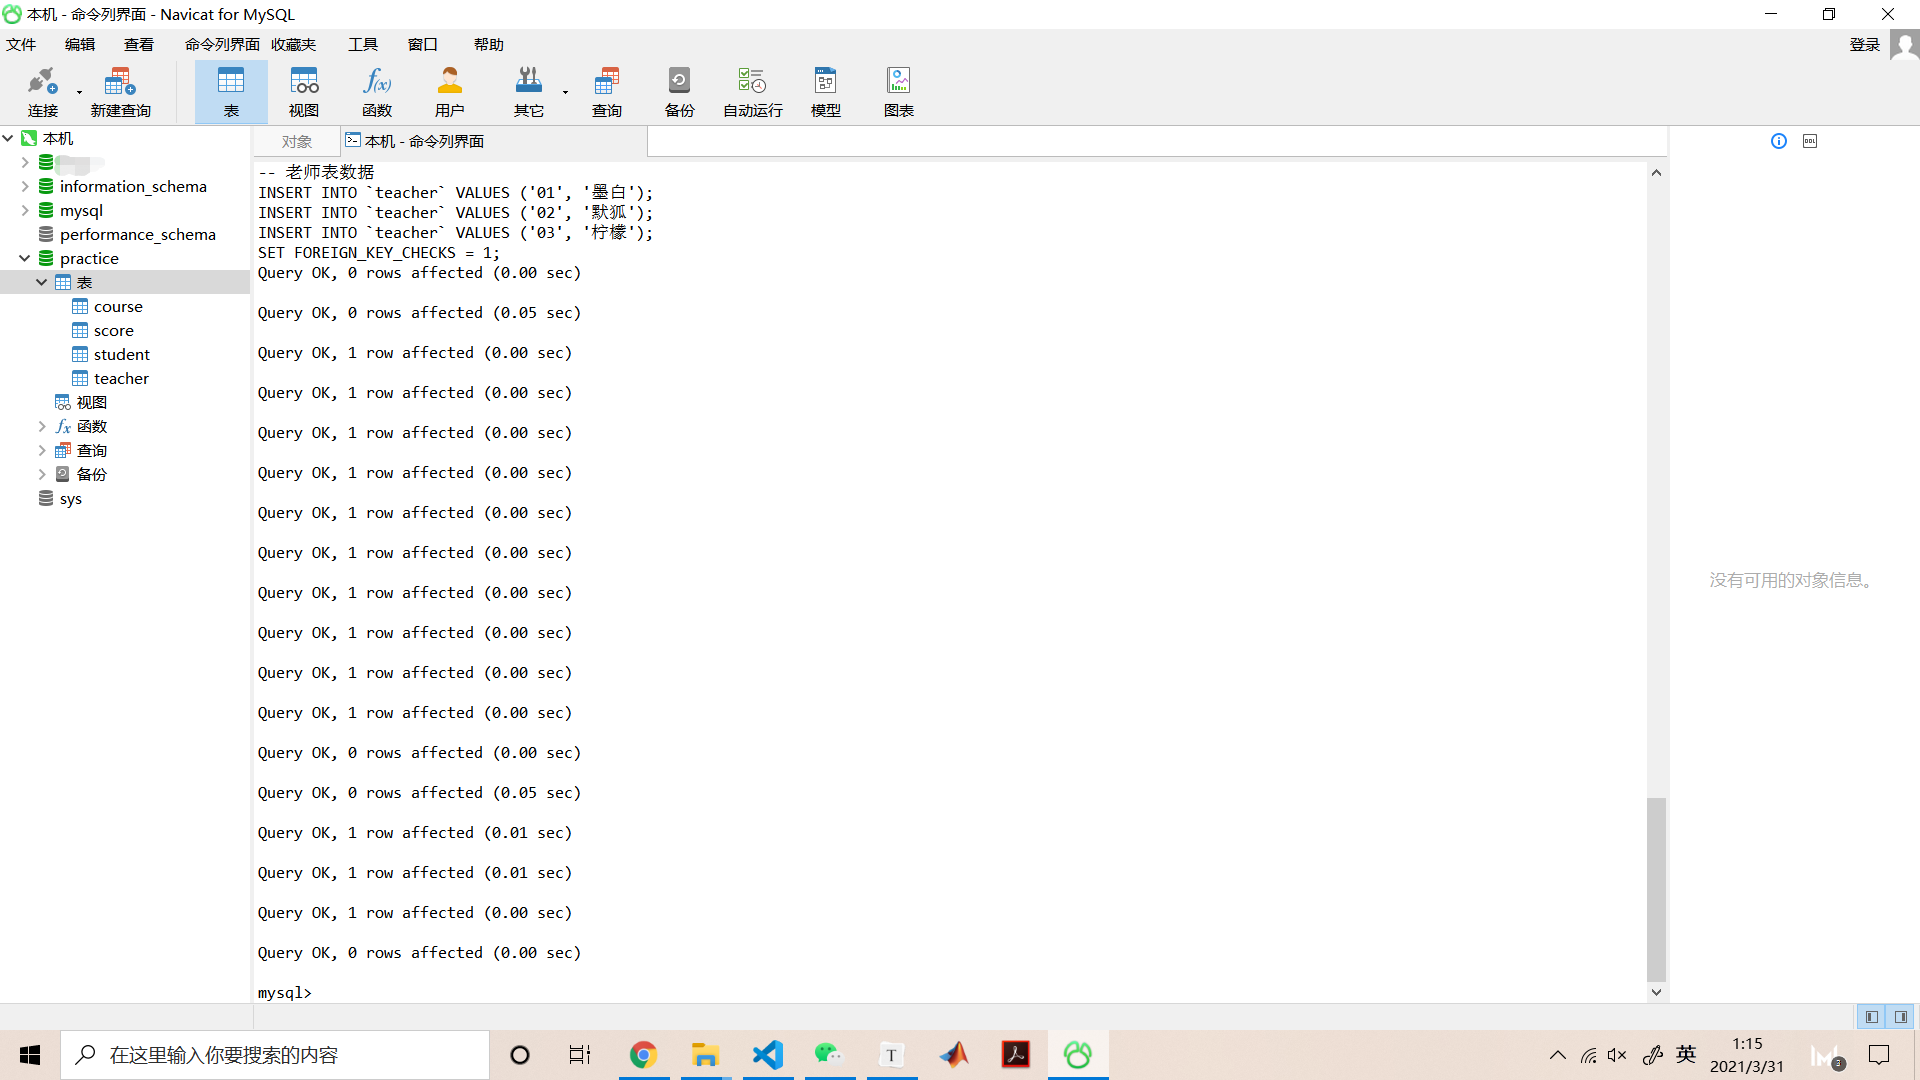 本机 - 命令列界面 - Navicat for MySQL
文件 编辑 查看 命令列界面 收藏夹 工具 窗口 帮助 登录
连接 新建查询 表 视图 函数 用户 其它 查询 备份 自动运行 模型 图表
本机
information_schema
mysql
performance_schema
practice
表
course
score
student
teacher
视图
函数
查询
备份
sys
对象 本机 - 命令列界面
-- 老师表数据
INSERT INTO `teacher` VALUES ('01', '墨白');
INSERT INTO `teacher` VALUES ('02', '默狐');
INSERT INTO `teacher` VALUES ('03', '柠檬');
SET FOREIGN_KEY_CHECKS = 1;
Query OK, 0 rows affected (0.00 sec)
Query OK, 0 rows affected (0.05 sec)
Query OK, 1 row affected (0.00 sec)
Query OK, 1 row affected (0.00 sec)
Query OK, 1 row affected (0.00 sec)
Query OK, 1 row affected (0.00 sec)
Query OK, 1 row affected (0.00 sec)
Query OK, 1 row affected (0.00 sec)
Query OK, 1 row affected (0.00 sec)
Query OK, 1 row affected (0.00 sec)
Query OK, 1 row affected (0.00 sec)
Query OK, 1 row affected (0.00 sec)
Query OK, 0 rows affected (0.00 sec)
Query OK, 0 rows affected (0.05 sec)
Query OK, 1 row affected (0.01 sec)
Query OK, 1 row affected (0.01 sec)
Query OK, 1 row affected (0.00 sec)
Query OK, 0 rows affected (0.00 sec)
mysql>
没有可用的对象信息。
在这里输入你要搜索的内容
英
1:15
2021/3/31
3